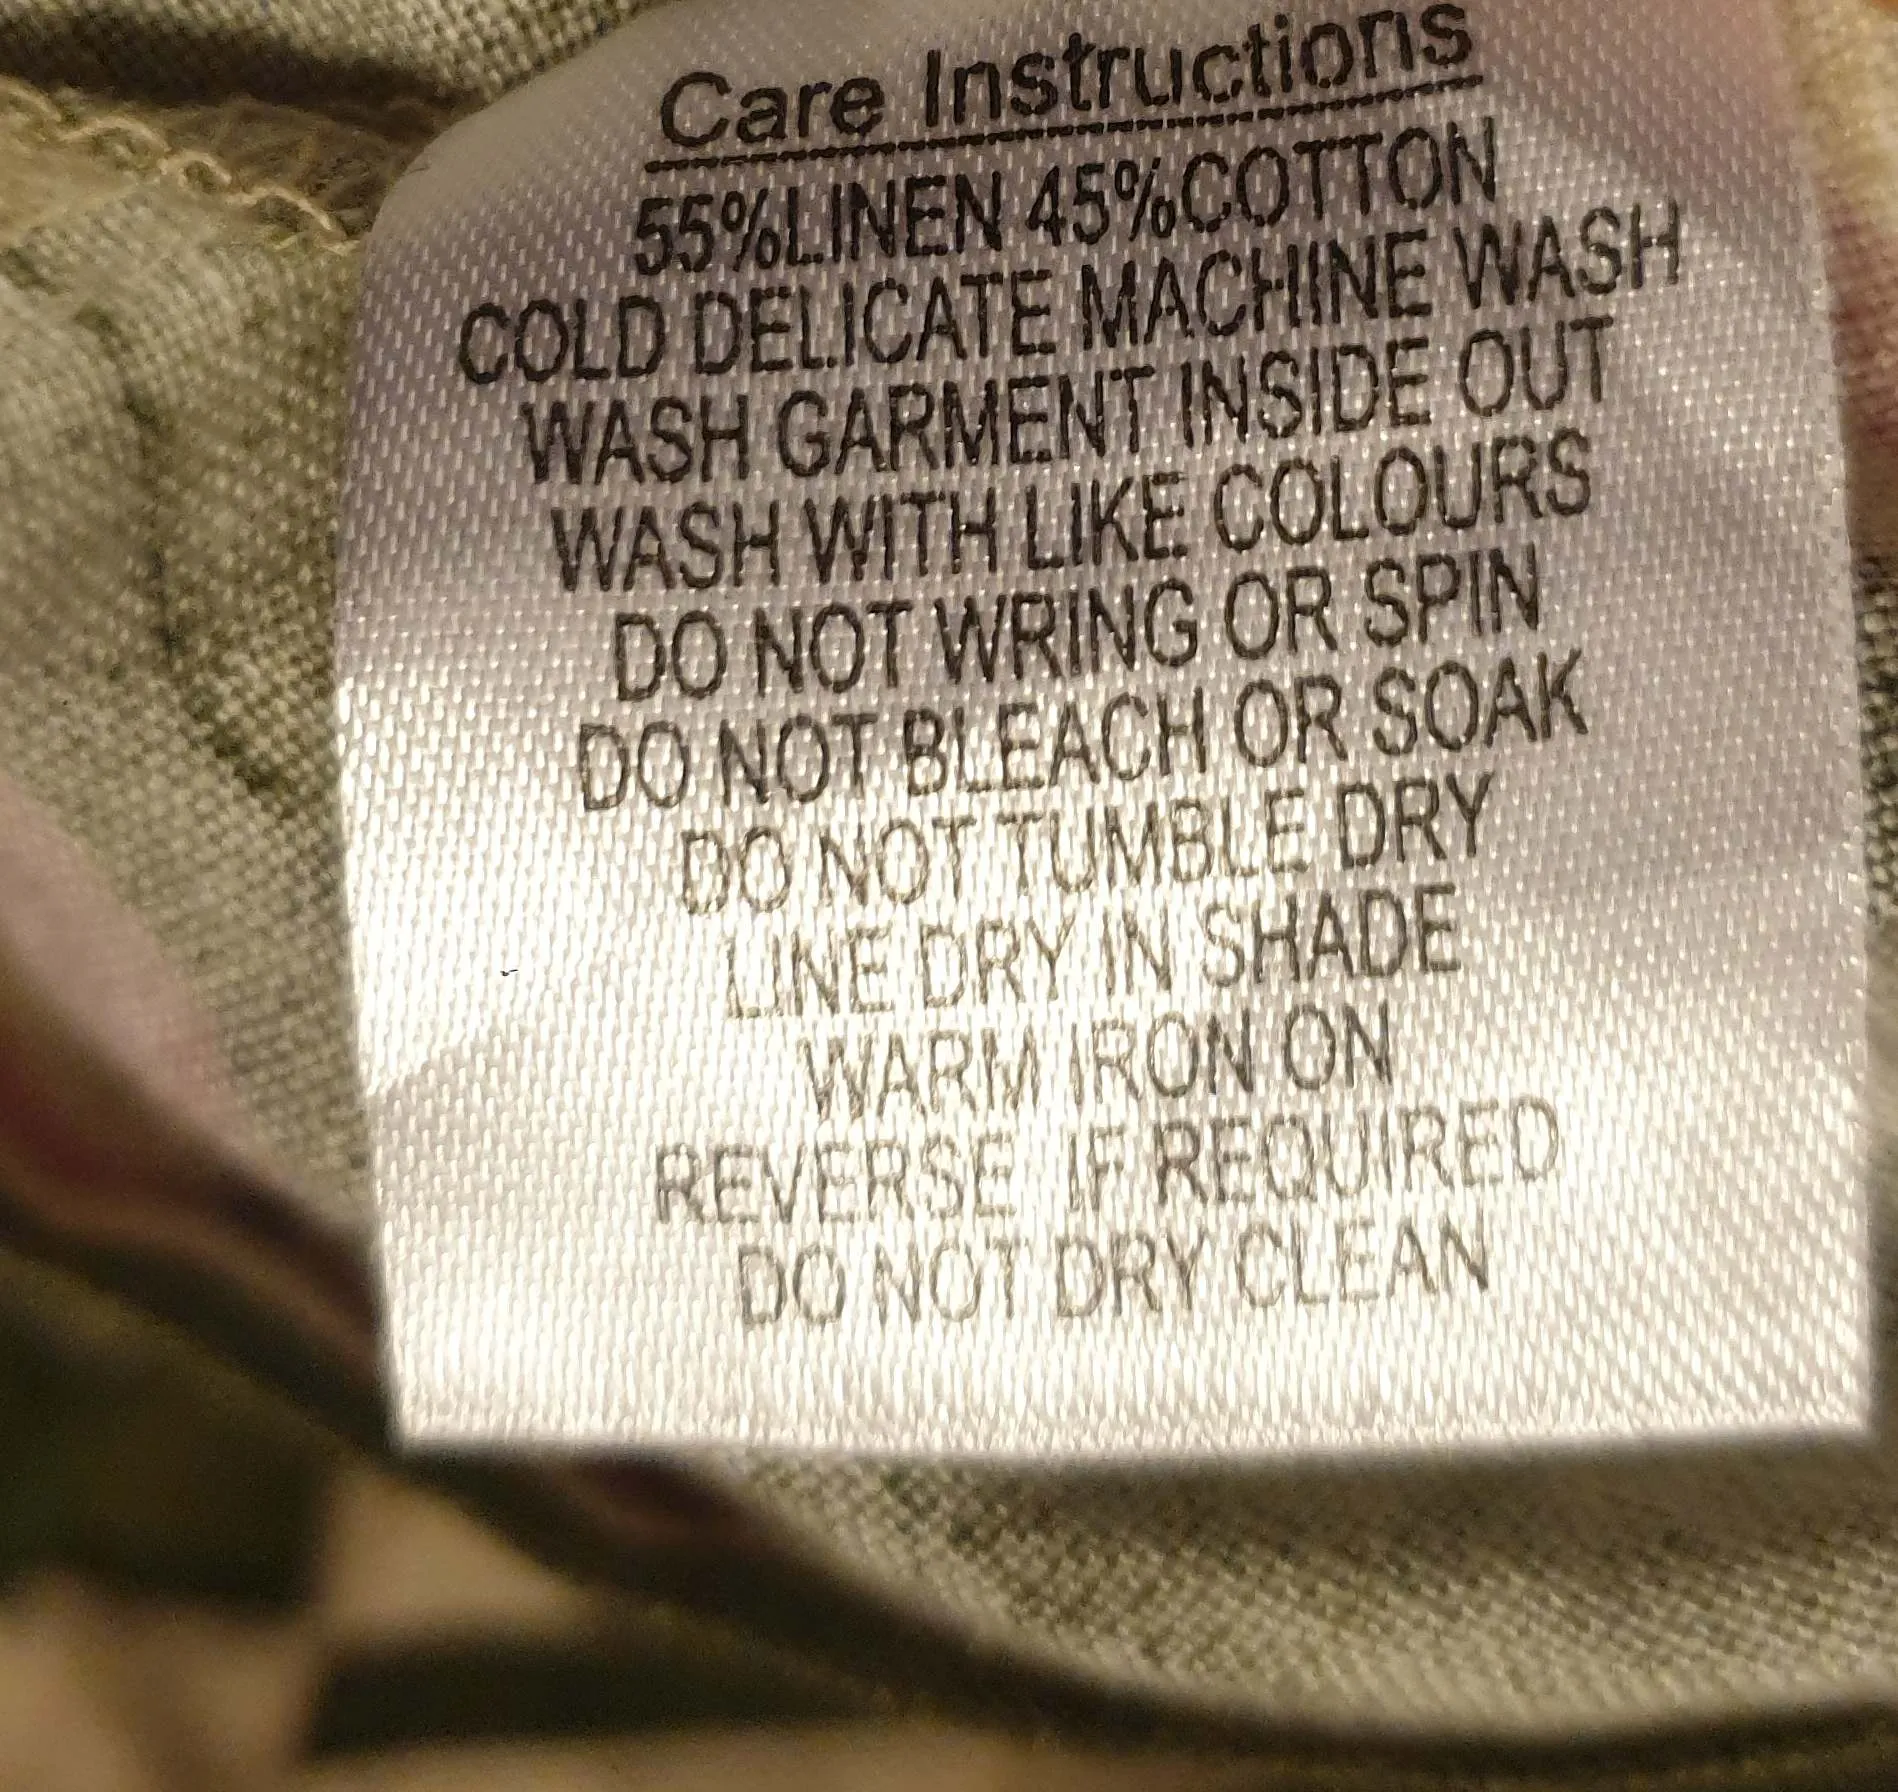 Care Instructions
55%LINEN 45%COTTON
COLD DELICATE MACHINE WASH
WASH GARMENT INSIDE OUT
WASH WITH LIKE COLOURS
DO NOT WRING OR SPIN
DO NOT BLEACH OR SOAK
DO NOT TUMBLE DRY
LINE DRY IN SHADE
WARM IRON ON
REVERSE IF REQUIRED
DO NOT DRY CLEAN